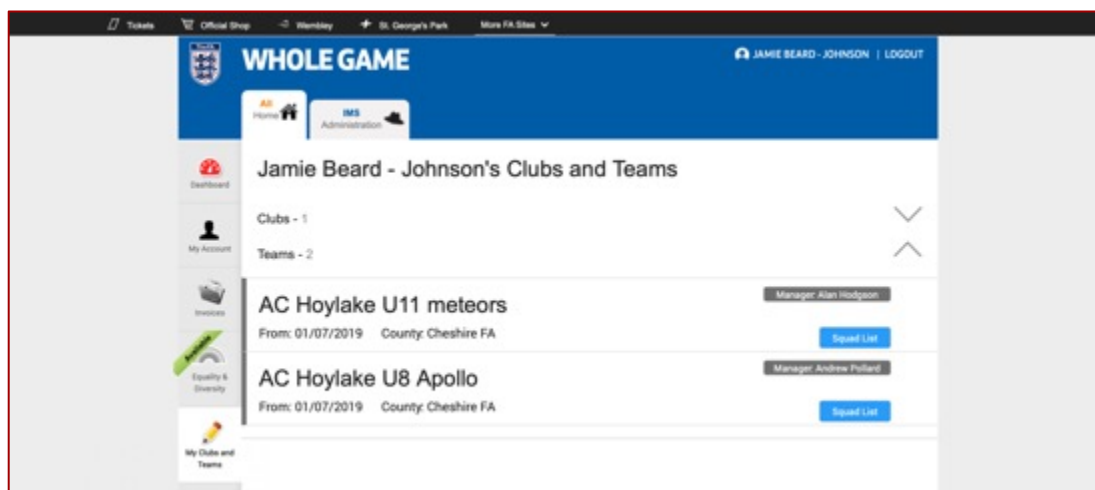 Tickets Official Shop Wembley St. George's Park More FA Sites
WHOLE GAME
JAMIE BEARD - JOHNSON | LOGOUT
All
Home
IMS
Administration
Dashboard
My Account
Invoices
Available
Equality &
Diversity
My Clubs and
Teams
Jamie Beard - Johnson's Clubs and Teams
Clubs - 1
Teams - 2
AC Hoylake U11 meteors
Manager: Alan Hodgson
From: 01/07/2019 County: Cheshire FA
Squad List
AC Hoylake U8 Apollo
Manager: Andrew Pollard
From: 01/07/2019 County: Cheshire FA
Squad List